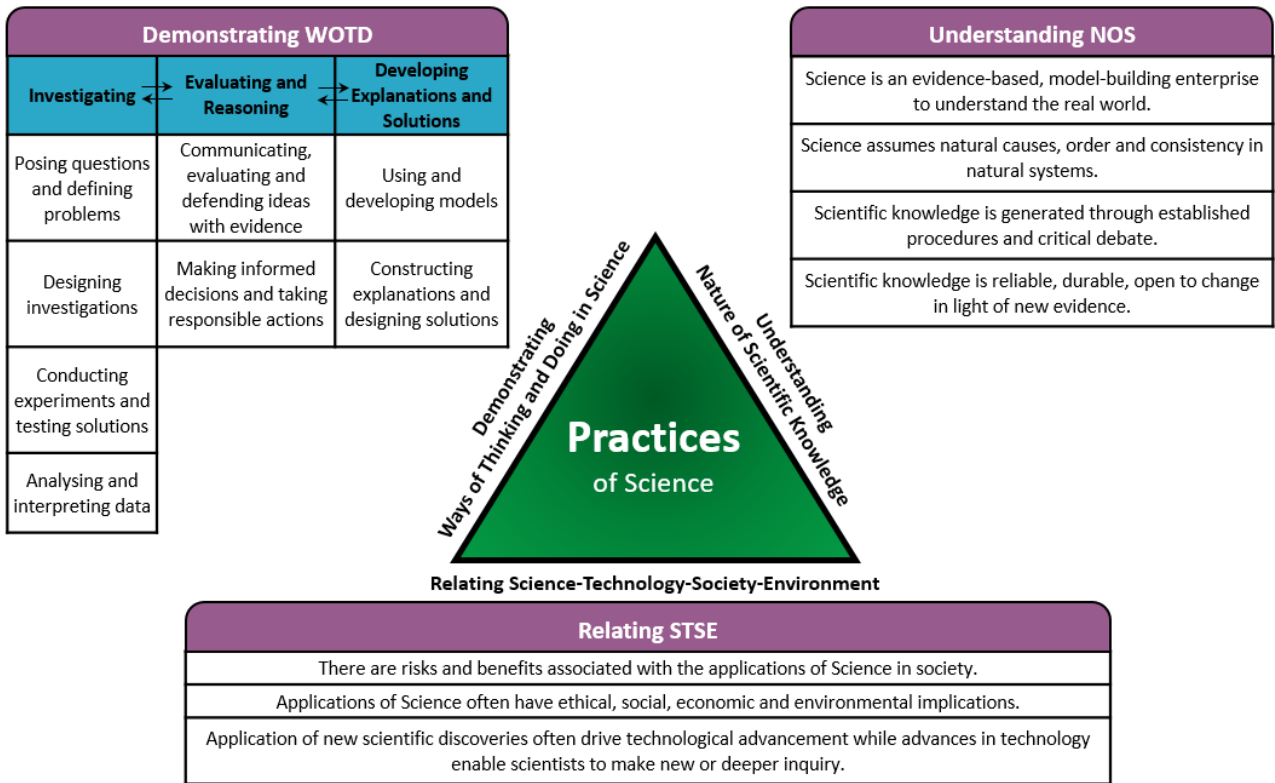 Demonstrating WOTD
Investigating
Evaluating and
Reasoning
Developing
Explanations and
Solutions
Posing questions
and defining
problems
Communicating,
evaluating and
defending ideas
with evidence
Using and
developing models
Designing
investigations
Making informed
decisions and taking
responsible actions
Constructing
explanations and
designing solutions
Conducting
experiments and
testing solutions
Analysing and
interpreting data
Understanding NOS
Science is an evidence-based, model-building enterprise
to understand the real world.
Science assumes natural causes, order and consistency in
natural systems.
Scientific knowledge is generated through established
procedures and critical debate.
Scientific knowledge is reliable, durable, open to change
in light of new evidence.
Demonstrating
Ways of Thinking and Doing in Science
Understanding
Nature of Scientific Knowledge
Practices
of Science
Relating Science-Technology-Society-Environment
Relating STSE
There are risks and benefits associated with the applications of Science in society.
Applications of Science often have ethical, social, economic and environmental implications.
Application of new scientific discoveries often drive technological advancement while advances in technology
enable scientists to make new or deeper inquiry.